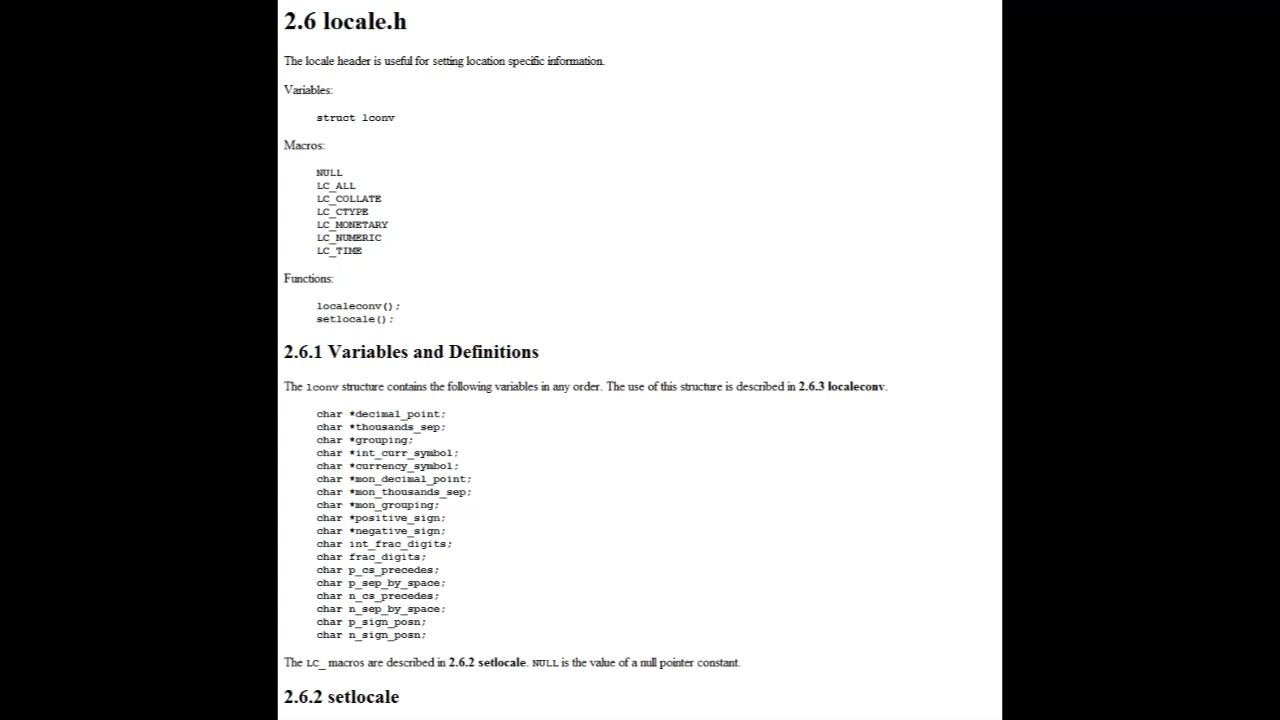 2.6 locale.h
The locale header is useful for setting location specific information.
Variables:
struct lconv
Macros:
NULL
LC_ALL
LC_COLLATE
LC_CTYPE
LC_MONETARY
LC_NUMERIC
LC_TIME
Functions:
localeconv();
setlocale();
2.6.1 Variables and Definitions
The lconv structure contains the following variables in any order. The use of this structure is described in 2.6.3 localeconv.
char *decimal_point;
char *thousands_sep;
char *grouping;
char *int_curr_symbol;
char *currency_symbol;
char *mon_decimal_point;
char *mon_thousands_sep;
char *mon_grouping;
char *positive_sign;
char *negative_sign;
char int_frac_digits;
char frac_digits;
char p_cs_precedes;
char p_sep_by_space;
char n_cs_precedes;
char n_sep_by_space;
char p_sign_posn;
char n_sign_posn;
The LC_ macros are described in 2.6.2 setlocale. NULL is the value of a null pointer constant.
2.6.2 setlocale